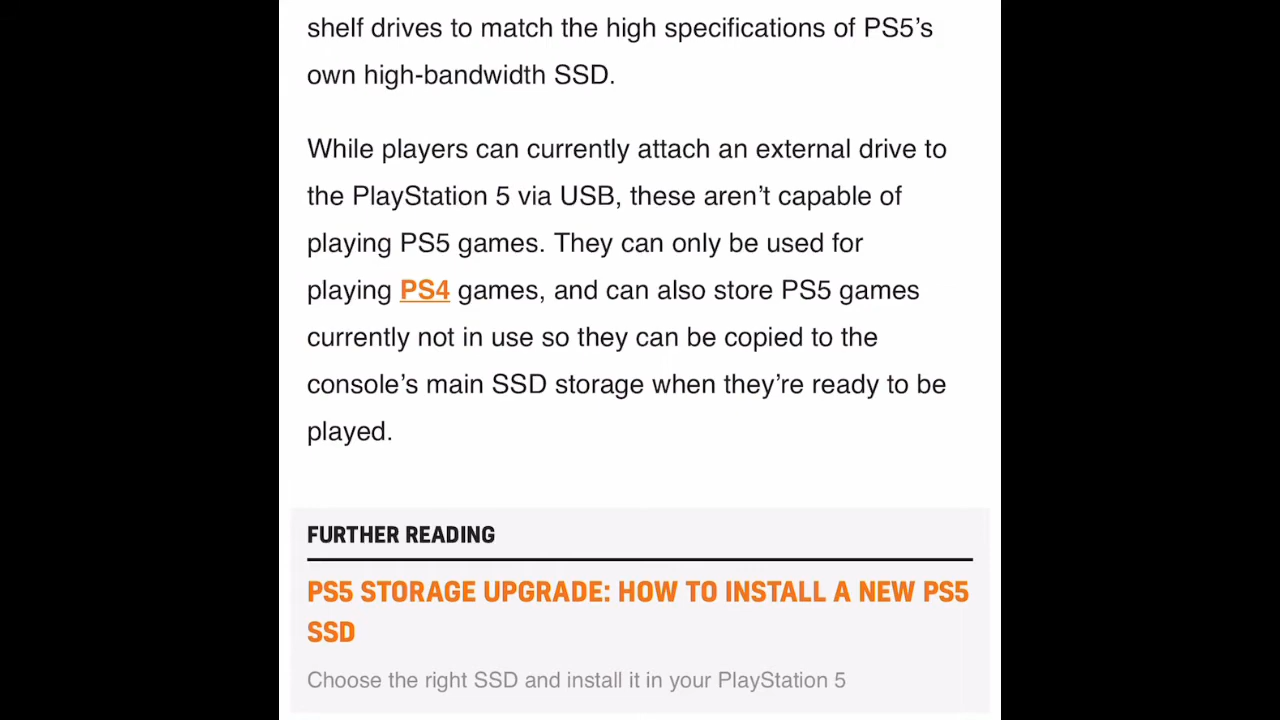 shelf drives to match the high specifications of PS5’s
own high-bandwidth SSD.
While players can currently attach an external drive to
the PlayStation 5 via USB, these aren’t capable of
playing PS5 games. They can only be used for
playing PS4 games, and can also store PS5 games
currently not in use so they can be copied to the
console’s main SSD storage when they’re ready to be
played.
FURTHER READING
PS5 STORAGE UPGRADE: HOW TO INSTALL A NEW PS5
SSD
Choose the right SSD and install it in your PlayStation 5